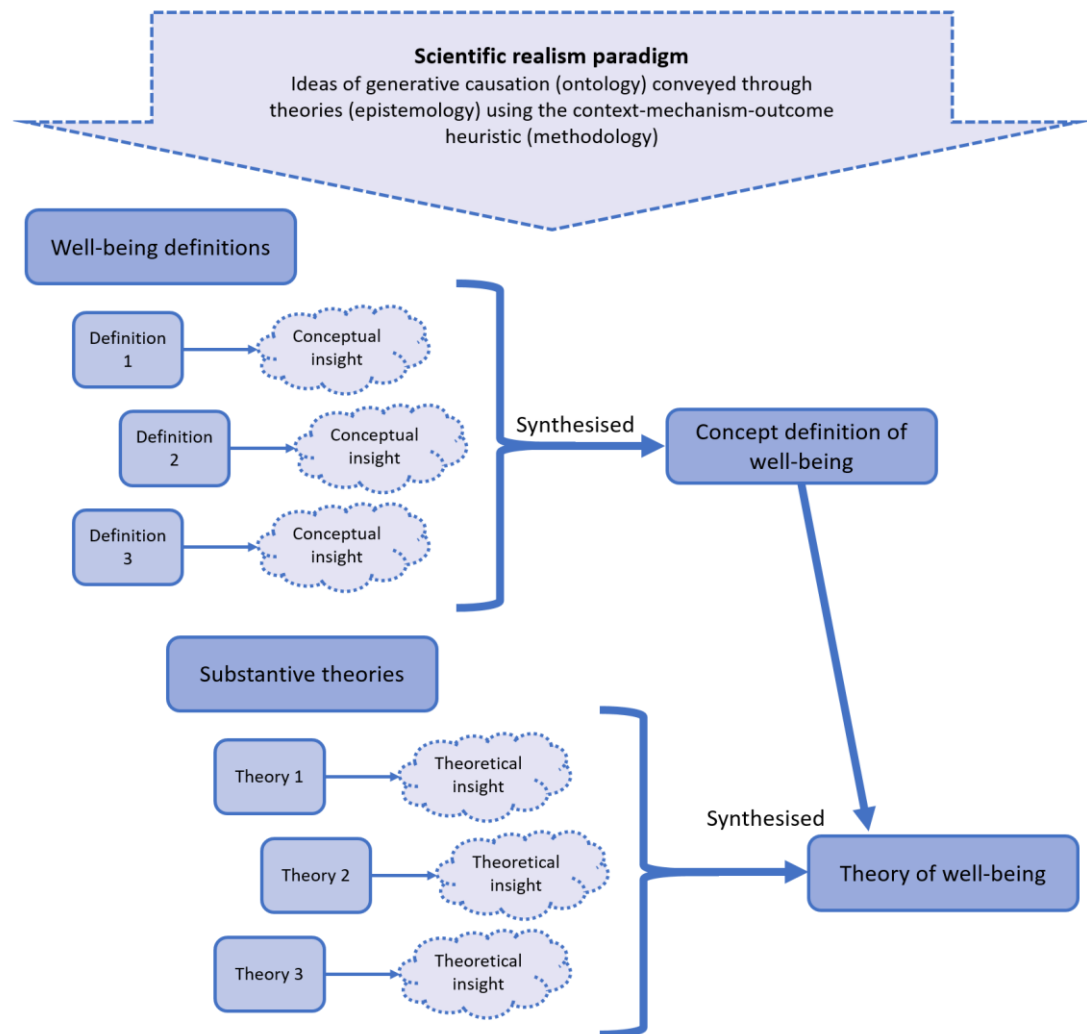 Scientific realism paradigm
Ideas of generative causation (ontology) conveyed through
theories (epistemology) using the context-mechanism-outcome
heuristic (methodology)
Well-being definitions
Definition
1
Conceptual
insight
Definition
2
Conceptual
insight
Definition
3
Conceptual
insight
Synthesised
Concept definition of
well-being
Substantive theories
Theory 1
Theoretical
insight
Theory 2
Theoretical
insight
Theory 3
Theoretical
insight
Synthesised
Theory of well-being